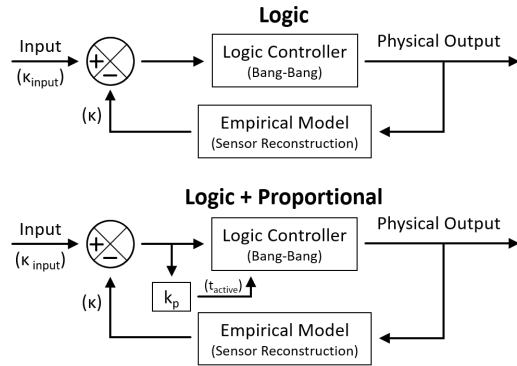 Logic
Input
(κinput)
+
−
Logic Controller
(Bang-Bang)
Physical Output
(κ)
Empirical Model
(Sensor Reconstruction)
Logic + Proportional
Input
(κ input)
+
−
Logic Controller
(Bang-Bang)
Physical Output
kp
(tactive)
(κ)
Empirical Model
(Sensor Reconstruction)